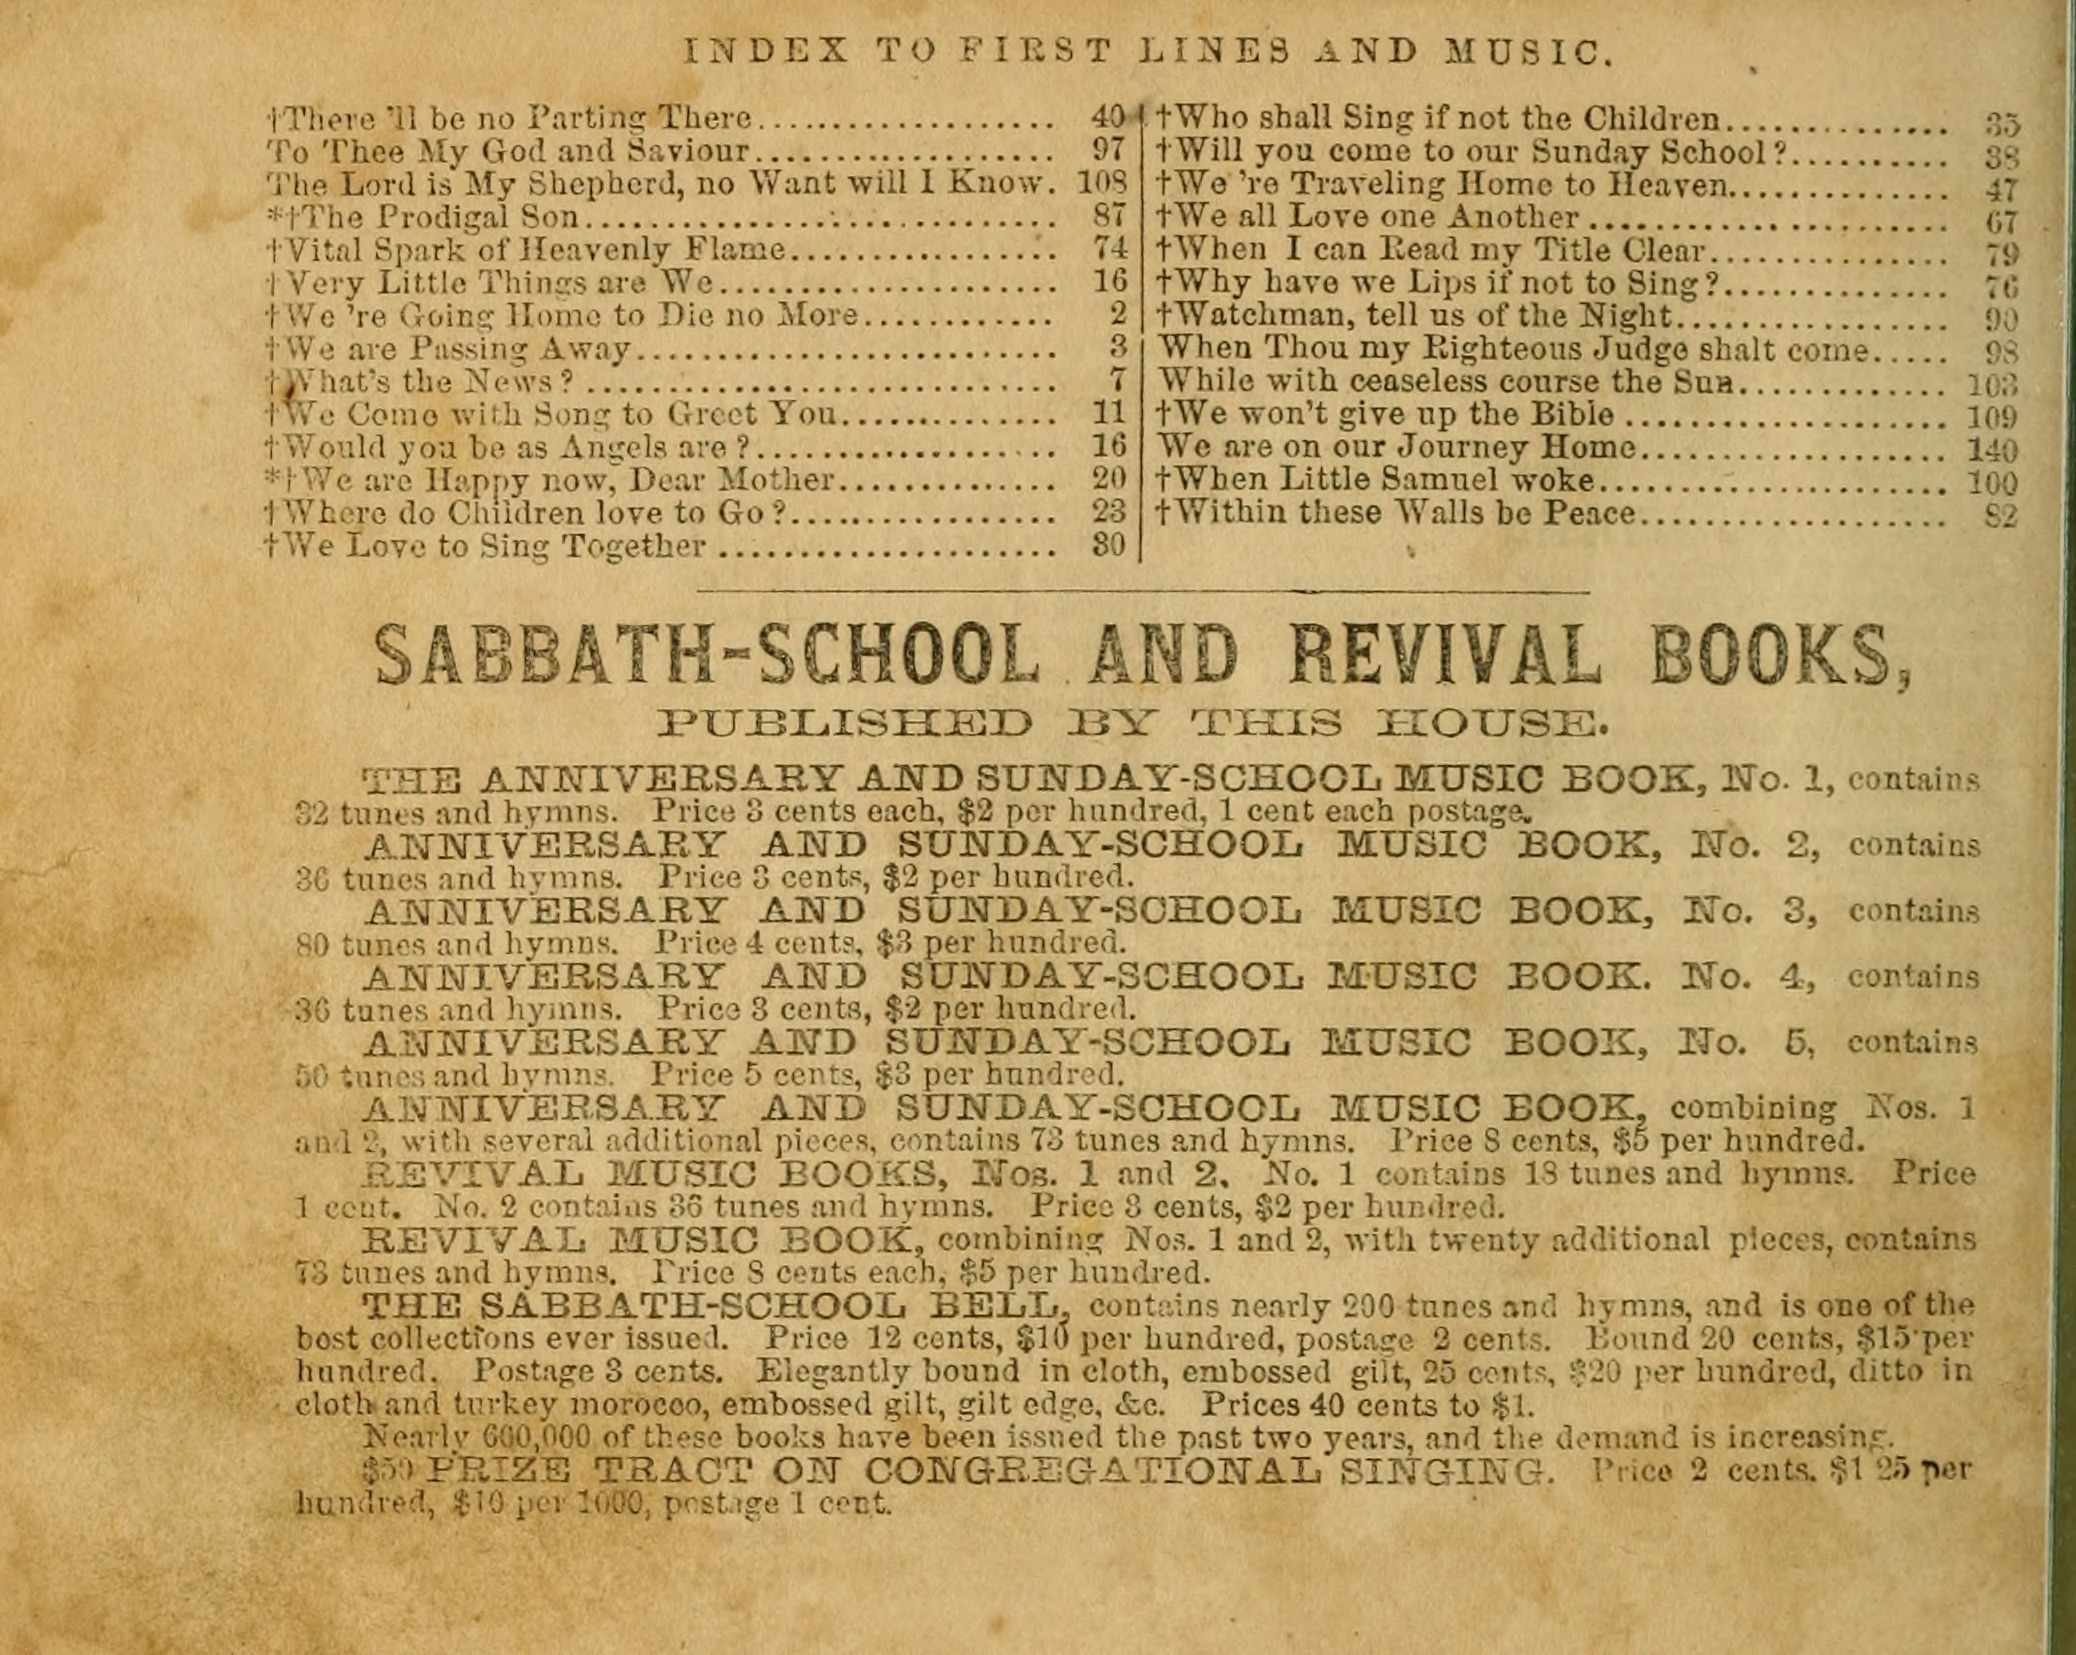 INDEX TO FIRST LINES AND MUSIC.
†There 'll be no Parting There.................... 40
To Thee My God and Saviour.................... 97
The Lord is My Shepherd, no Want will I Know. 108
*†The Prodigal Son.................... 87
†Vital Spark of Heavenly Flame.................... 74
†Very Little Things are We.................... 16
†We 're Going Home to Die no More............. 2
†We are Passing Away.................... 3
†What's the News? .................... 7
†We Come with Song to Greet You.............. 11
†Would you be as Angels are?.................... 16
*†We are Happy now, Dear Mother.............. 20
†Where do Children love to Go?.................. 23
†We Love to Sing Together .................... 80
†Who shall Sing if not the Children.............. 35
†Will you come to our Sunday School?.......... 38
†We 're Traveling Home to Heaven.............. 47
†We all Love one Another .................... 67
†When I can Read my Title Clear............... 79
†Why have we Lips if not to Sing?.............. 76
†Watchman, tell us of the Night................. 90
When Thou my Righteous Judge shalt come..... 98
While with ceaseless course the Sun............. 103
†We won't give up the Bible .................... 109
We are on our Journey Home................... 140
†When Little Samuel woke...................... 100
†Within these Walls be Peace................... 82
SABBATH-SCHOOL AND REVIVAL BOOKS,
PUBLISHED BY THIS HOUSE.
THE ANNIVERSARY AND SUNDAY-SCHOOL MUSIC BOOK, No. 1, contains
32 tunes and hymns. Price 3 cents each, $2 per hundred, 1 cent each postage.
ANNIVERSARY AND SUNDAY-SCHOOL MUSIC BOOK, No. 2, contains
36 tunes and hymns. Price 3 cents, $2 per hundred.
ANNIVERSARY AND SUNDAY-SCHOOL MUSIC BOOK, No. 3, contains
80 tunes and hymns. Price 4 cents, $3 per hundred.
ANNIVERSARY AND SUNDAY-SCHOOL MUSIC BOOK. No. 4, contains
36 tunes and hymns. Price 3 cents, $2 per hundred.
ANNIVERSARY AND SUNDAY-SCHOOL MUSIC BOOK, No. 5, contains
50 tunes and hymns. Price 5 cents, $3 per hundred.
ANNIVERSARY AND SUNDAY-SCHOOL MUSIC BOOK, combining Nos. 1
and 2, with several additional pieces, contains 73 tunes and hymns. Price 8 cents, $5 per hundred.
REVIVAL MUSIC BOOKS, Nos. 1 and 2. No. 1 contains 18 tunes and hymns. Price
1 cent. No. 2 contains 36 tunes and hymns. Price 3 cents, $2 per hundred.
REVIVAL MUSIC BOOK, combining Nos. 1 and 2, with twenty additional pieces, contains
73 tunes and hymns. Price 8 cents each, $5 per hundred.
THE SABBATH-SCHOOL BELL, contains nearly 200 tunes and hymns, and is one of the
best collections ever issued. Price 12 cents, $10 per hundred, postage 2 cents. Bound 20 cents, $15 per
hundred. Postage 3 cents. Elegantly bound in cloth, embossed gilt, 25 cents, $20 per hundred, ditto in
cloth and turkey morocco, embossed gilt, gilt edge, &c. Prices 40 cents to $1.
Nearly 600,000 of these books have been issued the past two years, and the demand is increasing.
$50 PRIZE TRACT ON CONGREGATIONAL SINGING. Price 2 cents. $1 25 per
hundred, $10 per 1000, postage 1 cent.